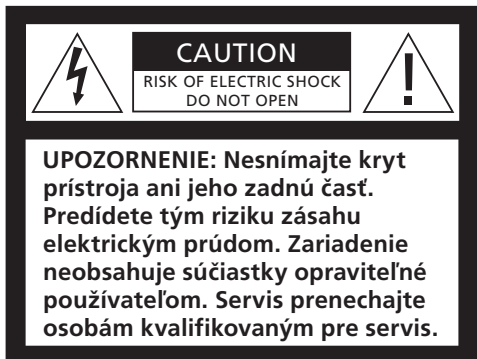 CAUTION
RISK OF ELECTRIC SHOCK
DO NOT OPEN
!
UPOZORNENIE: Nesnímajte kryt
prístroja ani jeho zadnú časť.
Predídete tým riziku zásahu
elektrickým prúdom. Zariadenie
neobsahuje súčiastky opraviteľné
používateľom. Servis prenechajte
osobám kvalifikovaným pre servis.